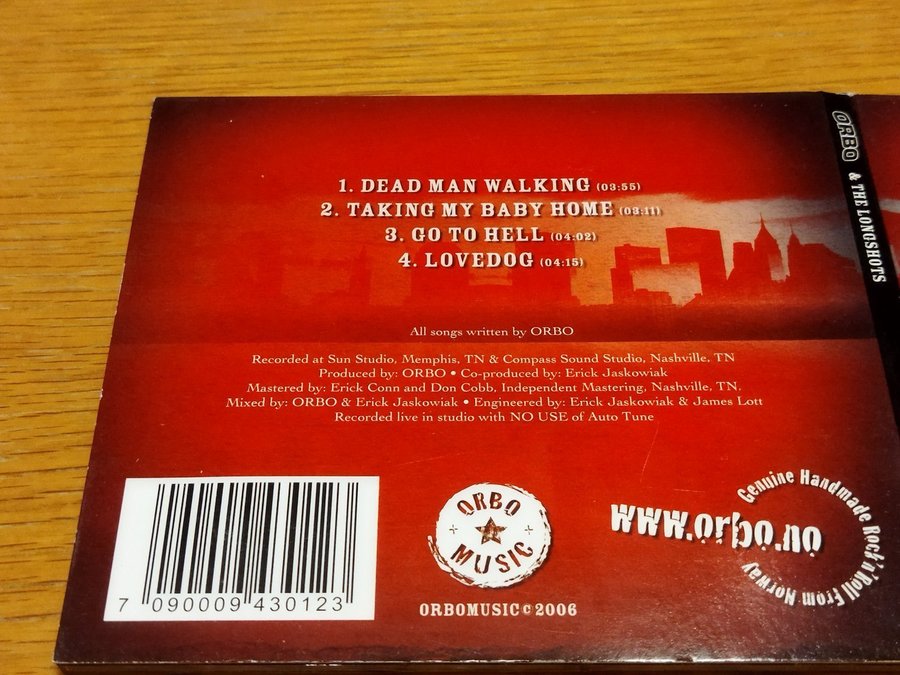 1. DEAD MAN WALKING (03:55)
2. TAKING MY BABY HOME (03:11)
3. GO TO HELL (04:02)
4. LOVEDOG (04:15)
All songs written by ORBO
Recorded at Sun Studio, Memphis, TN & Compass Sound Studio, Nashville, TN
Produced by: ORBO • Co-produced by: Erick Jaskowiak
Mastered by: Erick Conn and Don Cobb, Independent Mastering, Nashville, TN.
Mixed by: ORBO & Erick Jaskowiak • Engineered by: Erick Jaskowiak & James Lott
Recorded live in studio with NO USE of Auto Tune
7 090009 430123
ORBO
MUSIC
ORBOMUSIC© 2006
www.orbo.no
Genuine Handmade Rock'n'Roll From Norway
ORBO & THE LONGSHOTS